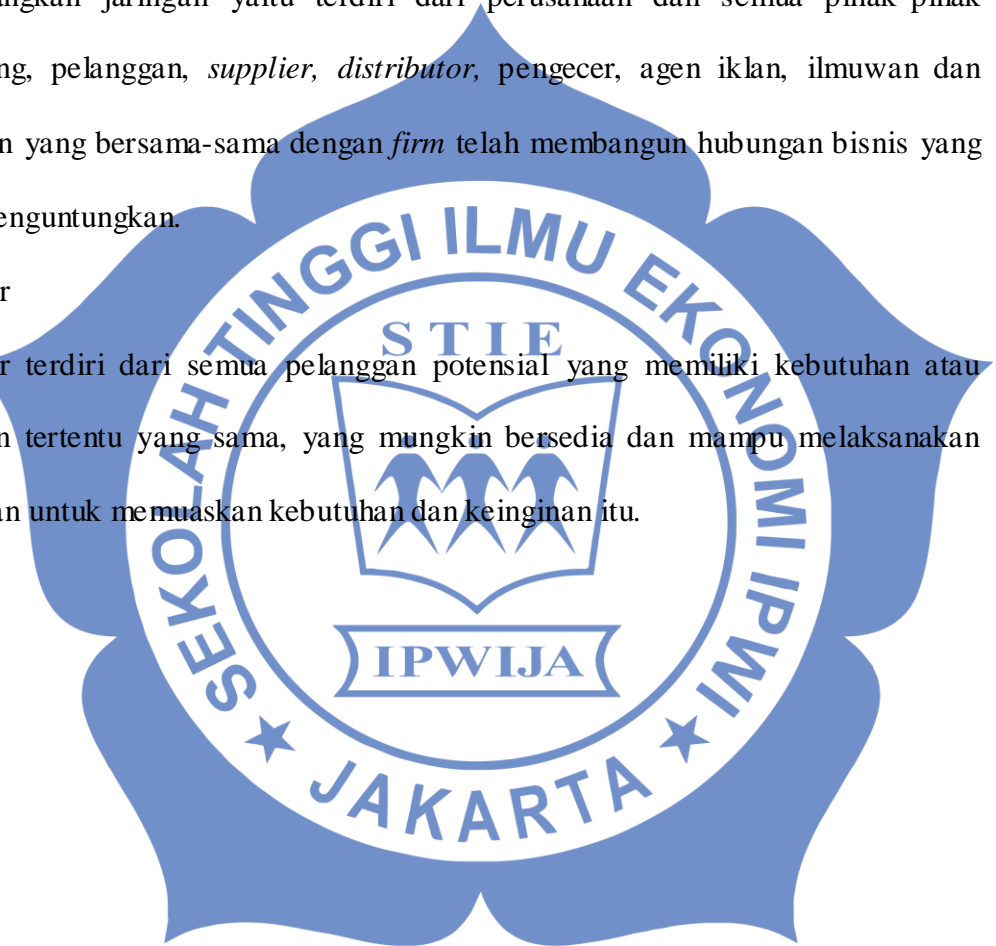 ngkan jaringan yaitu terdiri dari perusahaan dan semua pihak-pihak
ng, pelanggan, supplier, distributor, pengecer, agen iklan, ilmuwan dan
n yang bersama-sama dengan firm telah membangun hubungan bisnis yang
enguntungkan.
r
r terdiri dari semua pelanggan potensial yang memiliki kebutuhan atau
n tertentu yang sama, yang mungkin bersedia dan mampu melaksanakan
an untuk memuaskan kebutuhan dan keinginan itu.
SEKOLAH TINGGI ILMU EKONOMI IPWI
STIE
IPWIJA
★ JAKARTA ★